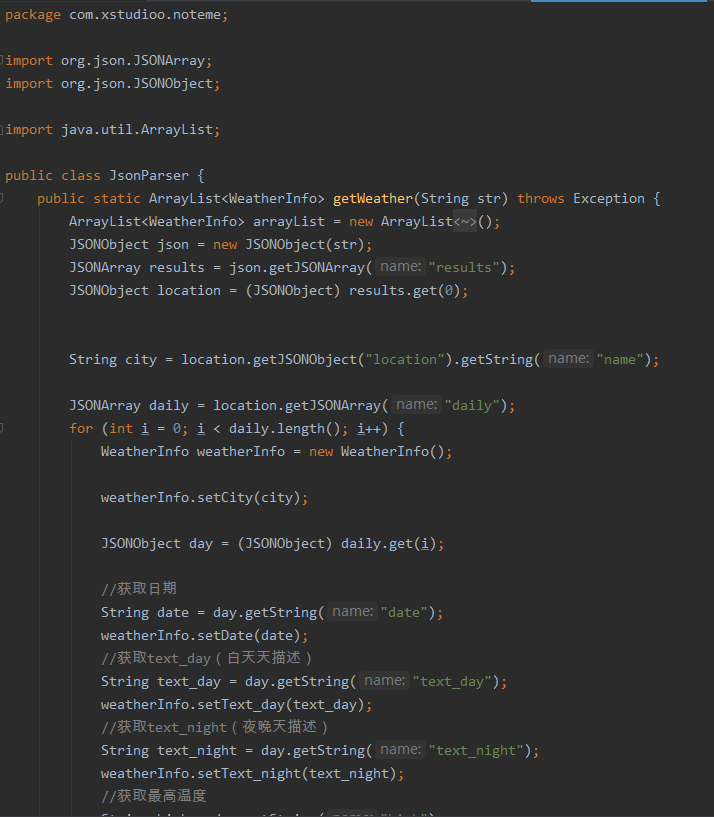 package com.xstudioo.noteme;
import org.json.JSONArray;
import org.json.JSONObject;
import java.util.ArrayList;
public class JsonParser {
public static ArrayList<WeatherInfo> getWeather(String str) throws Exception {
ArrayList<WeatherInfo> arrayList = new ArrayList<~>();
JSONObject json = new JSONObject(str);
JSONArray results = json.getJSONArray( name: "results");
JSONObject location = (JSONObject) results.get(0);
String city = location.getJSONObject("location").getString( name: "name");
JSONArray daily = location.getJSONArray( name: "daily");
for (int i = 0; i < daily.length(); i++) {
WeatherInfo weatherInfo = new WeatherInfo();
weatherInfo.setCity(city);
JSONObject day = (JSONObject) daily.get(i);
//获取日期
String date = day.getString( name: "date");
weatherInfo.setDate(date);
//获取text_day（白天天描述）
String text_day = day.getString( name: "text_day");
weatherInfo.setText_day(text_day);
//获取text_night（夜晚天描述）
String text_night = day.getString( name: "text_night");
weatherInfo.setText_night(text_night);
//获取最高温度